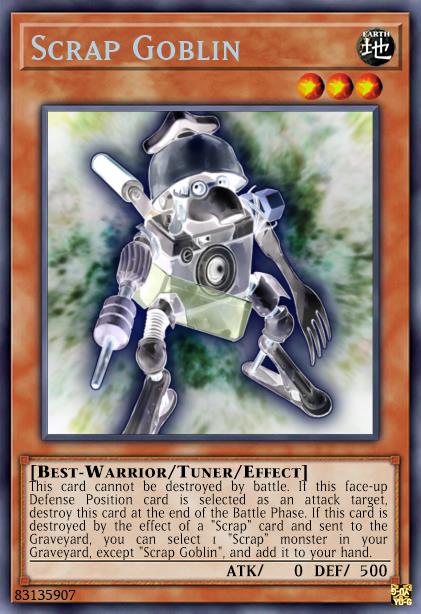 Scrap Goblin
EARTH
地
[Best-Warrior/Tuner/Effect]
This card cannot be destroyed by battle. If this face-up
Defense Position card is selected as an attack target,
destroy this card at the end of the Battle Phase. If this card is
destroyed by the effect of a "Scrap" card and sent to the
Graveyard, you can select 1 "Scrap" monster in your
Graveyard, except "Scrap Goblin", and add it to your hand.
ATK/ 0 DEF/ 500
83135907